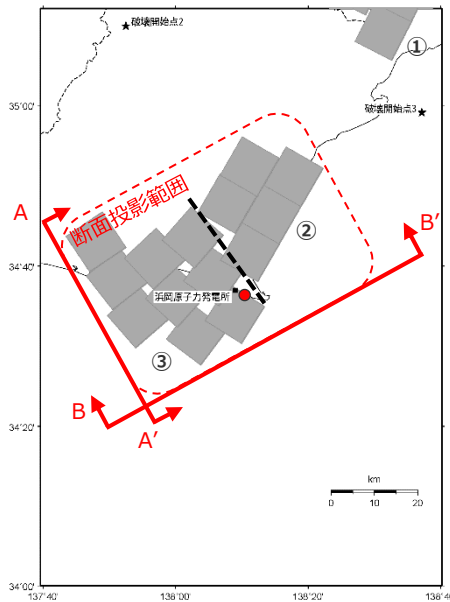 破壊開始点2
①
35°00'
破壊開始点3
断面投影範囲
A
B′
②
34°40'
浜岡原子力発電所
③
B
34°20'
A′
km
0 10 20
34°00'
137°40'
138°00'
138°20'